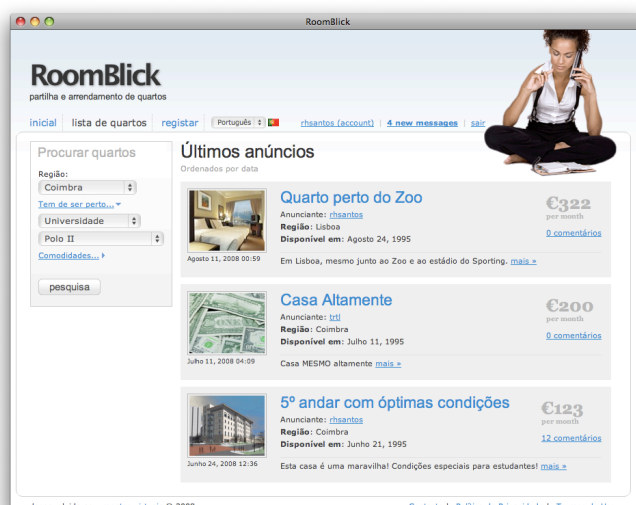 RoomBlick
RoomBlick
partilha e arrendamento de quartos
inicial lista de quartos registar Português rhsantos (account) | 4 new messages | sair
Procurar quartos
Região:
Coimbra
Tem de ser perto...
Universidade
Polo II
Comodidades...
pesquisa
Últimos anúncios
Ordenados por data
Quarto perto do Zoo
Anunciante: rhsantos
Região: Lisboa
Disponível em: Agosto 24, 1995
€322
per month
0 comentários
Agosto 11, 2008 00:59
Em Lisboa, mesmo junto ao Zoo e ao estádio do Sporting. mais »
Casa Altamente
Anunciante: trtl
Região: Coimbra
Disponível em: Julho 11, 1995
€200
per month
0 comentários
Julho 11, 2008 04:09
Casa MESMO altamente mais »
5º andar com óptimas condições
Anunciante: rhsantos
Região: Coimbra
Disponível em: Junho 21, 1995
€123
per month
12 comentários
Junho 24, 2008 12:36
Esta casa é uma maravilha! Condições especiais para estudantes! mais »